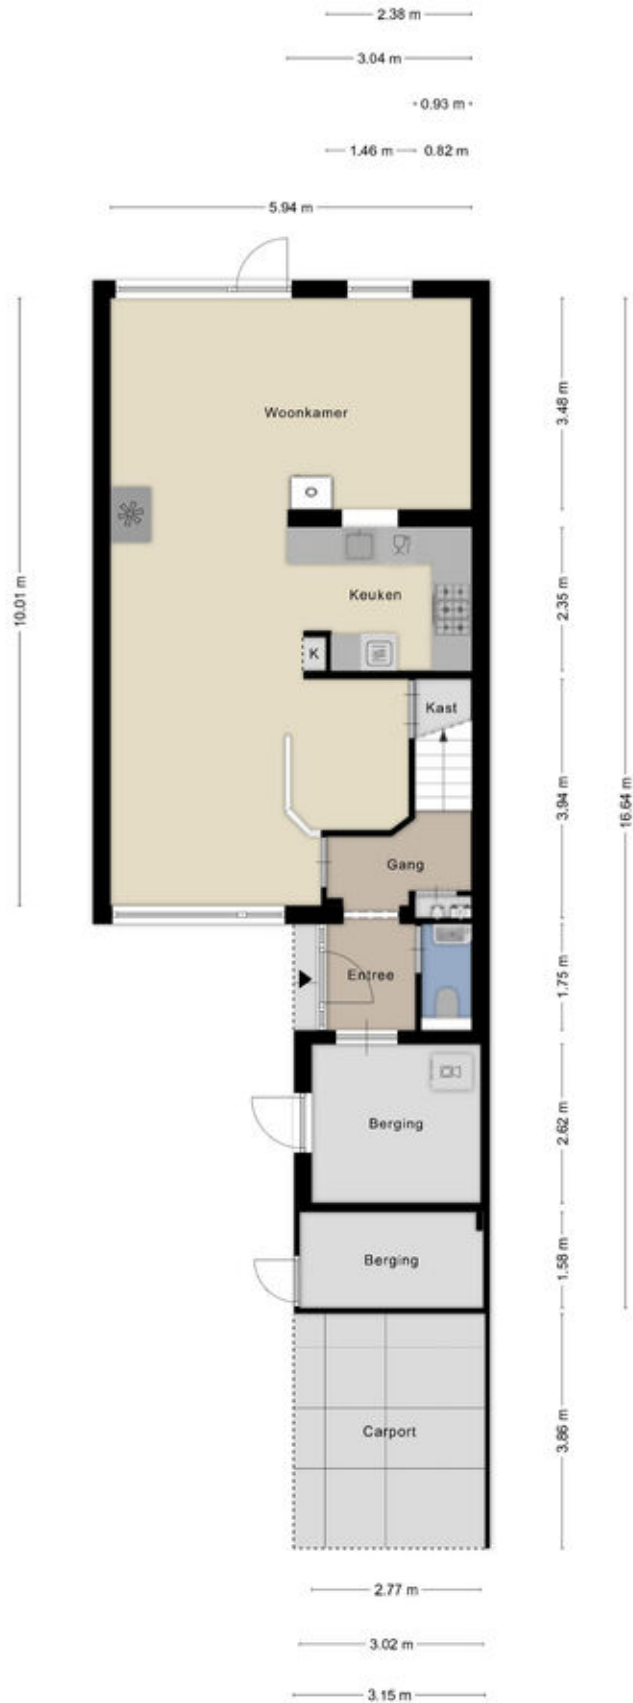 2.38 m
3.04 m
0.93 m
1.46 m
0.82 m
5.94 m
Woonkamer
3.48 m
10.01 m
Keuken
2.35 m
K
Kast
3.94 m
16.64 m
Gang
Entree
1.75 m
Berging
2.62 m
Berging
1.58 m
Carport
3.86 m
2.77 m
3.02 m
3.15 m